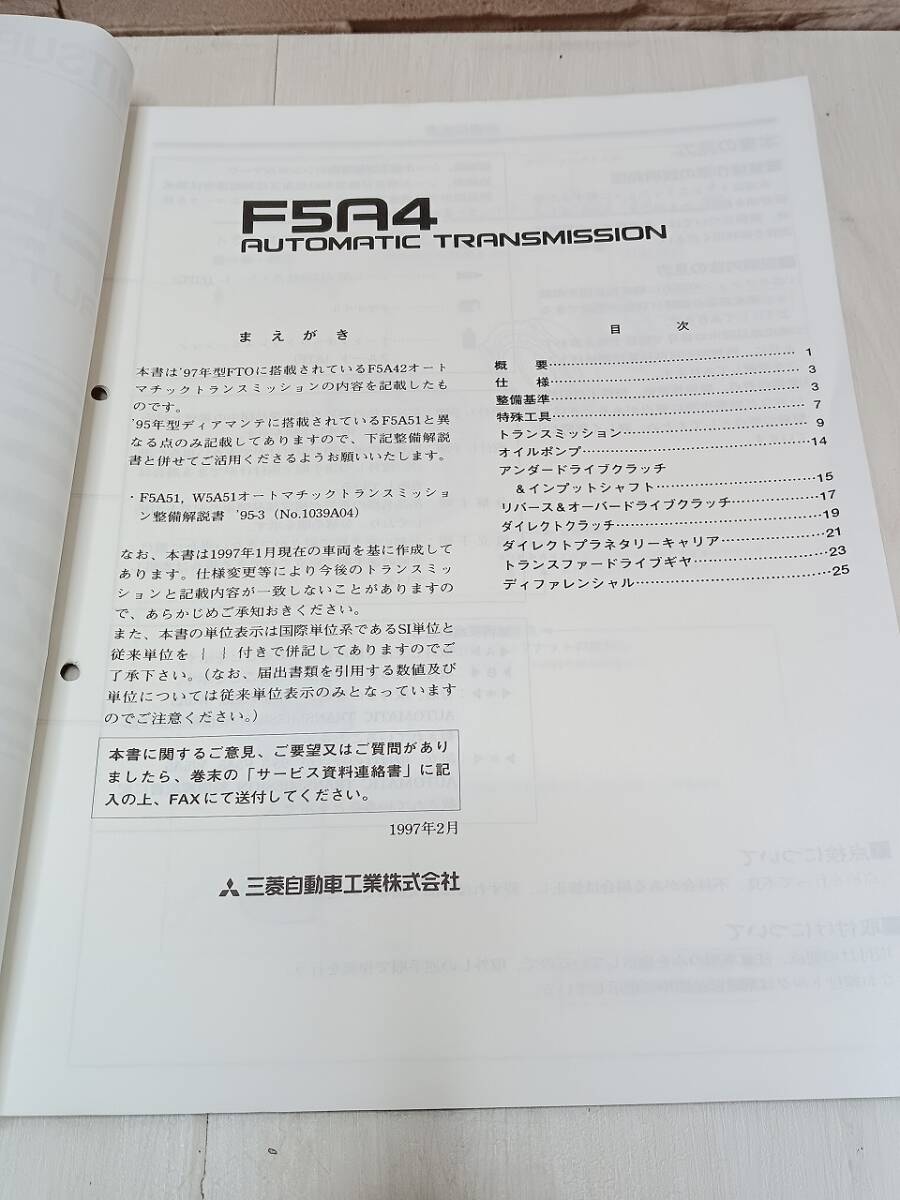 F5A4
AUTOMATIC TRANSMISSION
まえがき
本書は'97年型FTOに搭載されているF5A42オート
マチックトランスミッションの内容を記載したも
のです。
'95年型ディアマンテに搭載されているF5A51と異
なる点のみ記載してありますので、下記整備解説
書と併せてご活用くださるようお願いいたします。
・F5A51, W5A51オートマチックトランスミッショ
ン整備解説書 '95-3（No.1039A04）
なお、本書は1997年1月現在の車両を基に作成して
あります。仕様変更等により今後のトランスミッ
ションと記載内容が一致しないことがありますの
で、あらかじめご承知おきください。
また、本書の単位表示は国際単位系であるSI単位と
従来単位を ｛ ｝ 付きで併記してありますのでご
了承下さい。（なお、届出書類を引用する数値及び
単位については従来単位表示のみとなっています
のでご注意ください。）
本書に関するご意見、ご要望又はご質問があり
ましたら、巻末の「サービス資料連絡書」に記
入の上、FAXにて送付してください。
1997年2月
三菱自動車工業株式会社
目次
概要……1
仕様……3
整備基準……3
特殊工具……7
トランスミッション……9
オイルポンプ……14
アンダードライブクラッチ
＆インプットシャフト……15
リバース＆オーバードライブクラッチ……17
ダイレクトクラッチ……19
ダイレクトプラネタリーキャリア……21
トランスファードライブギヤ……23
ディファレンシャル……25